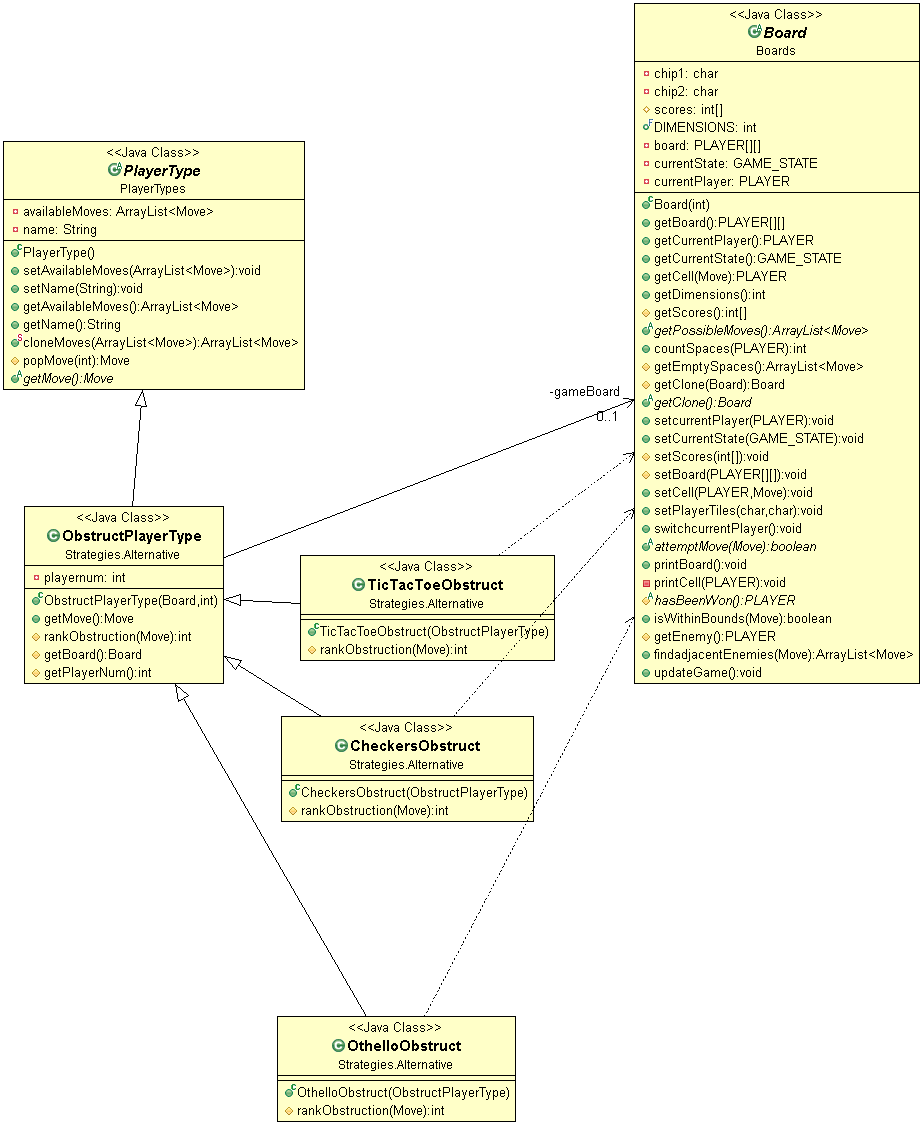 <<Java Class>>
PlayerType
PlayerTypes
availableMoves: ArrayList<Move>
name: String
PlayerType()
setAvailableMoves(ArrayList<Move>):void
setName(String):void
getAvailableMoves():ArrayList<Move>
getName():String
cloneMoves(ArrayList<Move>):ArrayList<Move>
popMove(int):Move
getMove():Move
<<Java Class>>
Board
Boards
chip1: char
chip2: char
scores: int[]
DIMENSIONS: int
board: PLAYER[][]
currentState: GAME_STATE
currentPlayer: PLAYER
Board(int)
getBoard():PLAYER[][]
getCurrentPlayer():PLAYER
getCurrentState():GAME_STATE
getCell(Move):PLAYER
getDimensions():int
getScores():int[]
getPossibleMoves():ArrayList<Move>
countSpaces(PLAYER):int
getEmptySpaces():ArrayList<Move>
getClone(Board):Board
getClone():Board
setcurrentPlayer(PLAYER):void
setCurrentState(GAME_STATE):void
setScores(int[]):void
setBoard(PLAYER[][]):void
setCell(PLAYER,Move):void
setPlayerTiles(char,char):void
switchcurrentPlayer():void
attemptMove(Move):boolean
printBoard():void
printCell(PLAYER):void
hasBeenWon():PLAYER
isWithinBounds(Move):boolean
getEnemy():PLAYER
findadjacentEnemies(Move):ArrayList<Move>
updateGame():void
-gameBoard
0..1
<<Java Class>>
ObstructPlayerType
Strategies.Alternative
playernum: int
ObstructPlayerType(Board,int)
getMove():Move
rankObstruction(Move):int
getBoard():Board
getPlayerNum():int
<<Java Class>>
TicTacToeObstruct
Strategies.Alternative
TicTacToeObstruct(ObstructPlayerType)
rankObstruction(Move):int
<<Java Class>>
CheckersObstruct
Strategies.Alternative
CheckersObstruct(ObstructPlayerType)
rankObstruction(Move):int
<<Java Class>>
OthelloObstruct
Strategies.Alternative
OthelloObstruct(ObstructPlayerType)
rankObstruction(Move):int